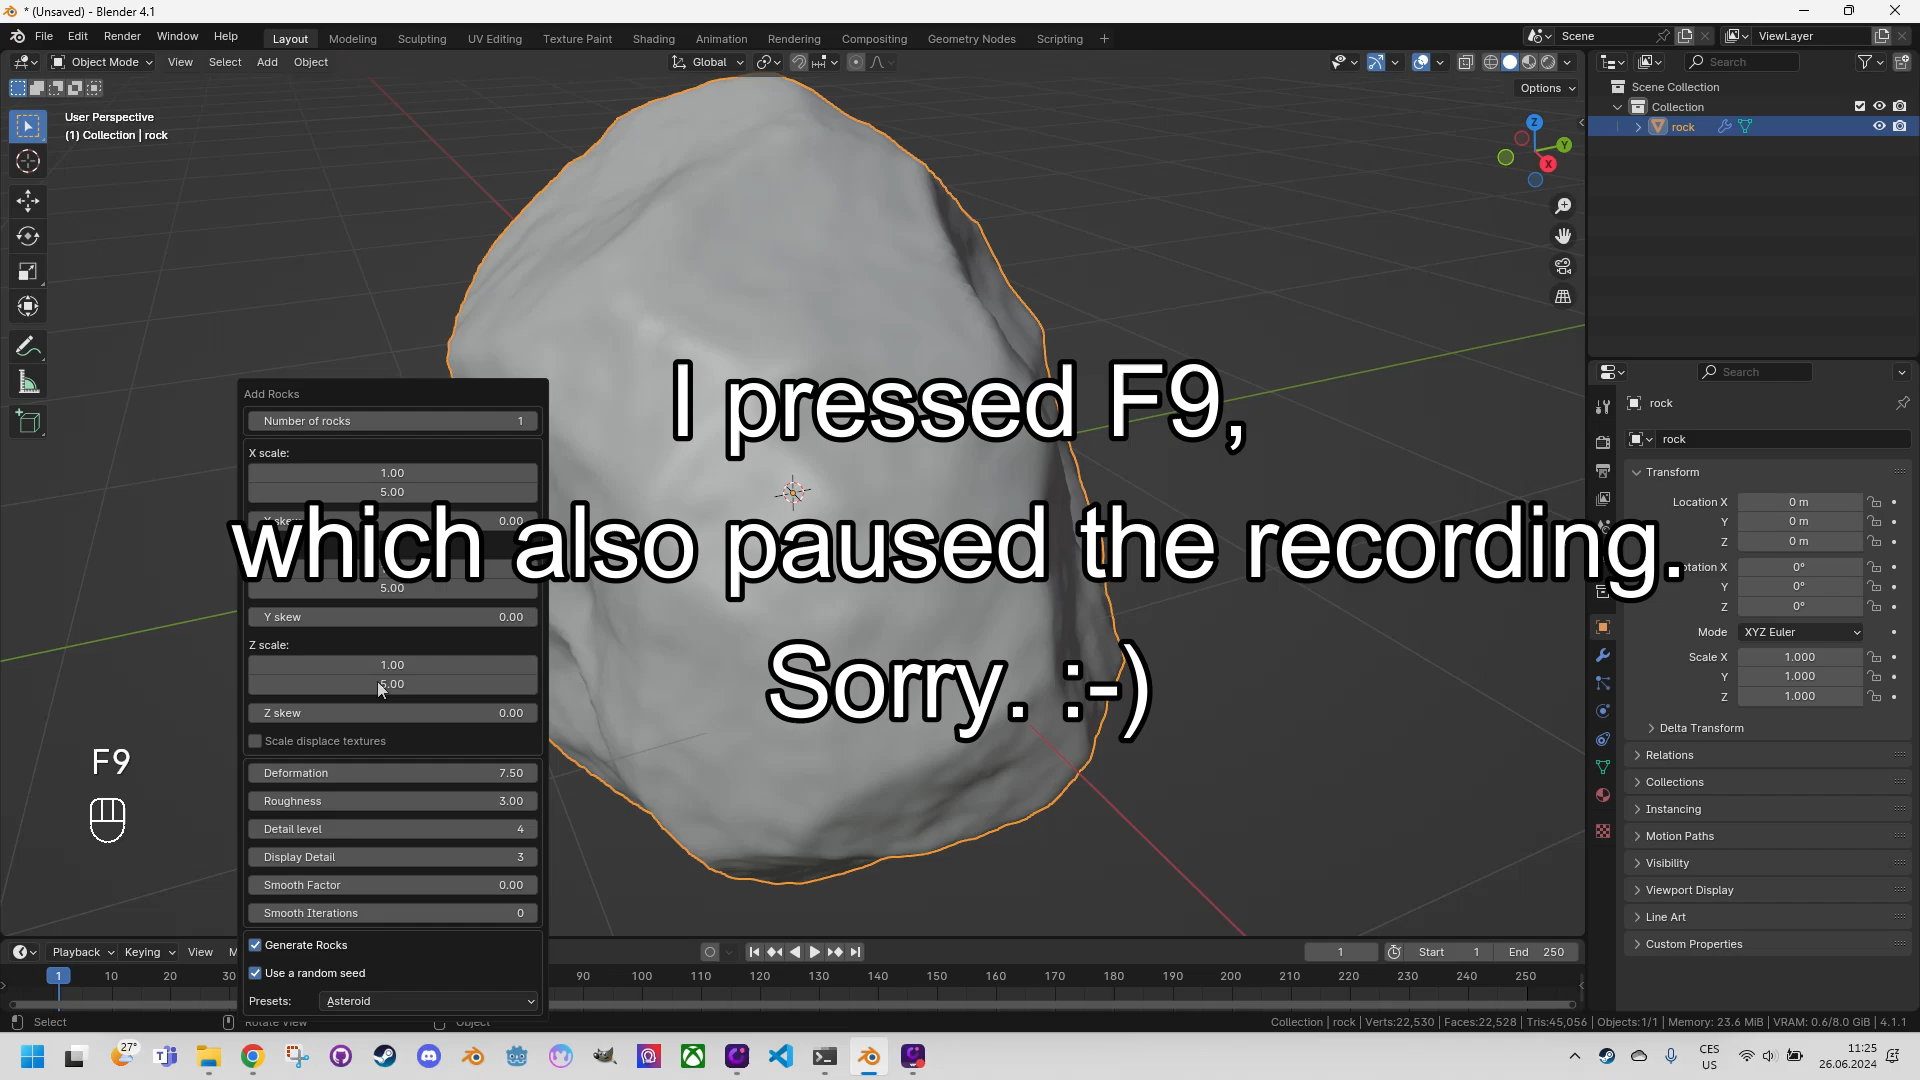 * (Unsaved) - Blender 4.1
File Edit Render Window Help
Layout Modeling Sculpting UV Editing Texture Paint Shading Animation Rendering Compositing Geometry Nodes Scripting +
Scene
ViewLayer
Object Mode View Select Add Object
Global
Search
Options
User Perspective
(1) Collection | rock
Scene Collection
Collection
rock
Z
Y
X
Search
rock
rock
Transform
Location X 0 m
Y 0 m
Z 0 m
otation X 0°
Y 0°
Z 0°
Mode XYZ Euler
Scale X 1.000
Y 1.000
Z 1.000
Delta Transform
Relations
Collections
Instancing
Motion Paths
Visibility
Viewport Display
Line Art
Custom Properties
Add Rocks
Number of rocks 1
X scale:
1.00
5.00
X skew 0.00
5.00
Y skew 0.00
Z scale:
1.00
5.00
Z skew 0.00
Scale displace textures
Deformation 7.50
Roughness 3.00
Detail level 4
Display Detail 3
Smooth Factor 0.00
Smooth Iterations 0
Generate Rocks
Use a random seed
Presets: Asteroid
I pressed F9,
which also paused the recording.
Sorry. :-)
F9
Playback Keying View M
1 Start 1 End 250
1 10 20 30 90 100 110 120 130 140 150 160 170 180 190 200 210 220 230 240 250
Select Rotate View Object
Collection | rock | Verts:22,530 | Faces:22,528 | Tris:45,056 | Objects:1/1 | Memory: 23.6 MiB | VRAM: 0.6/8.0 GiB | 4.1.1
27°
CES
US
11:25
26.06.2024